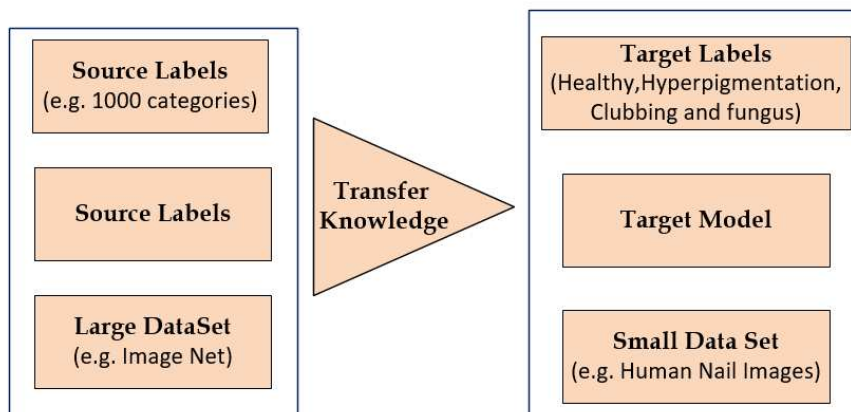 Source Labels
(e.g. 1000 categories)
Source Labels
Large DataSet
(e.g. Image Net)
Transfer
Knowledge
Target Labels
(Healthy,Hyperpigmentation,
Clubbing and fungus)
Target Model
Small Data Set
(e.g. Human Nail Images)